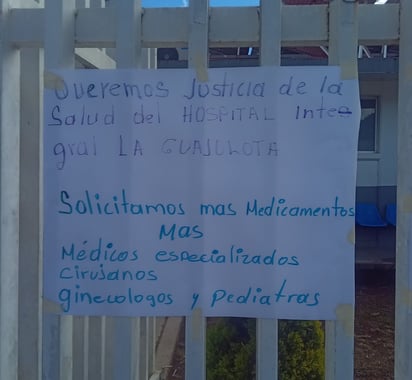 Queremos Justicia de la
Salud del HOSPITAL Inte
gral LA GUAJOLOTA
Solicitamos mas Medicamentos
MAS
Médicos especializados
cirujanos
ginecologos y pediatras